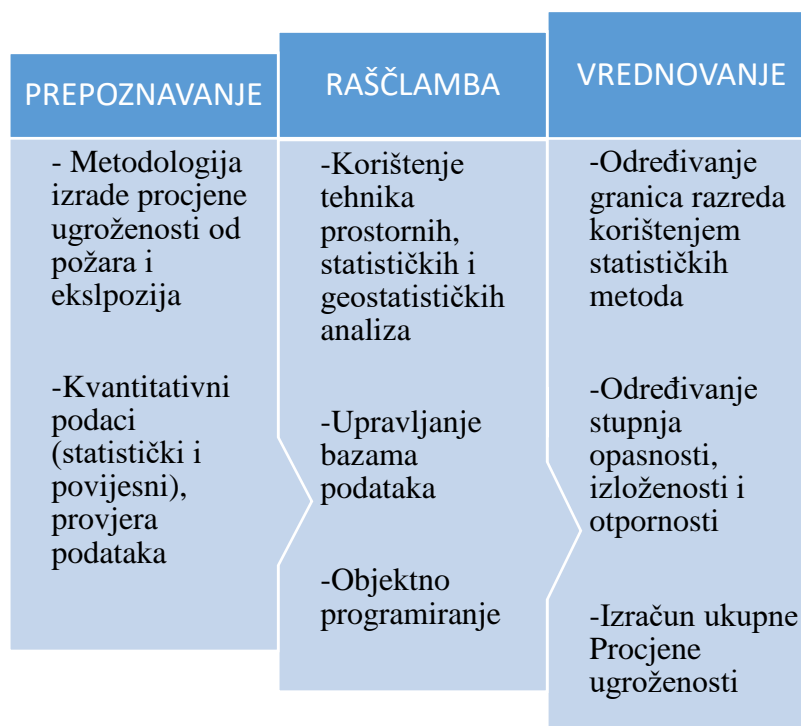 PREPOZNAVANJE
- Metodologija
izrade procjene
ugroženosti od
požara i
ekslpozija
-Kvantitativni
podaci
(statistički i
povijesni),
provjera
podataka
RAŠČLAMBA
-Korištenje
tehnika
prostornih,
statističkih i
geostatističkih
analiza
-Upravljanje
bazama
podataka
-Objektno
programiranje
VREDNOVANJE
-Određivanje
granica razreda
korištenjem
statističkih
metoda
-Određivanje
stupnja
opasnosti,
izloženosti i
otpornosti
-Izračun ukupne
Procjene
ugroženosti